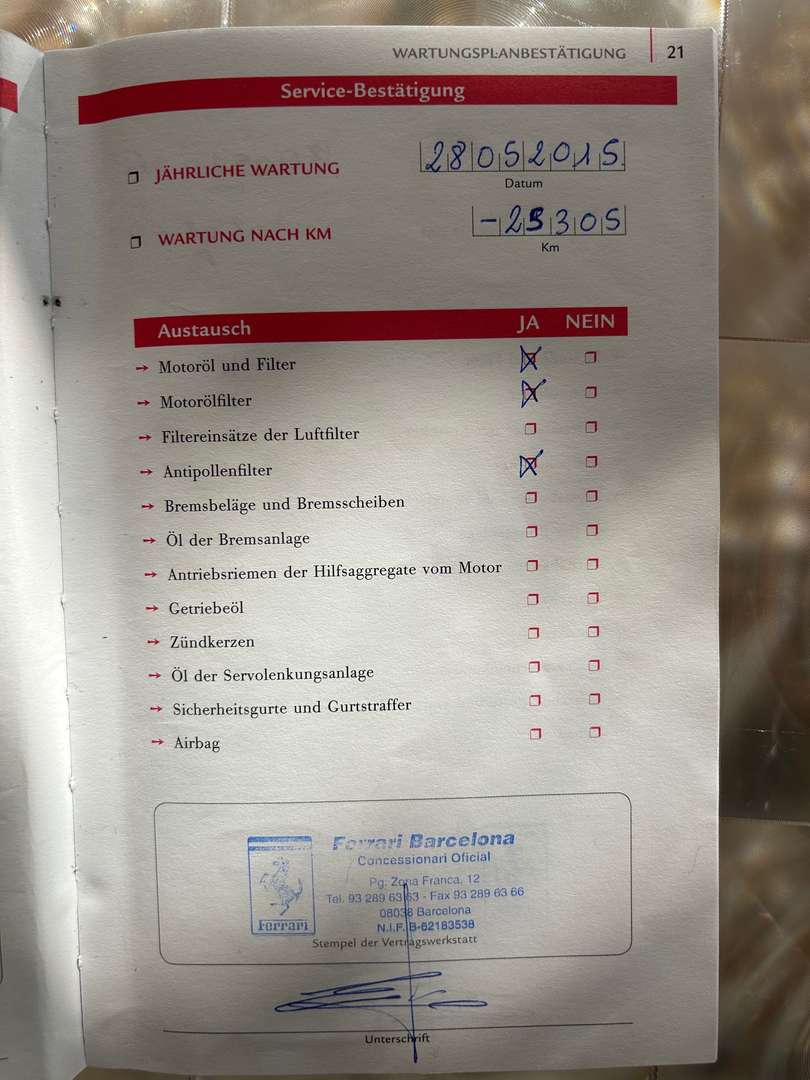 WARTUNGSPLANBESTÄTIGUNG 21
Service-Bestätigung
JÄHRLICHE WARTUNG 28052015
Datum
WARTUNG NACH KM
Km
Austausch JA NEIN
→ Motoröl und Filter
→ Motorölfilter
→ Filtereinsätze der Luftfilter
→ Antipollenfilter
→ Bremsbeläge und Bremsscheiben
→ Öl der Bremsanlage
→ Antriebsriemen der Hilfsaggregate vom Motor
→ Getriebeöl
→ Zündkerzen
→ Öl der Servolenkungsanlage
→ Sicherheitsgurte und Gurtstraffer
→ Airbag
Ferrari Barcelona
Concessionari Oficial
Pg. Zona Franca, 12
Tel. 93 289 63 63 - Fax 93 289 63 66
08038 Barcelona
N.I.F. B-62183538
Ferrari
Stempel der Vertragswerkstatt
Unterschrift